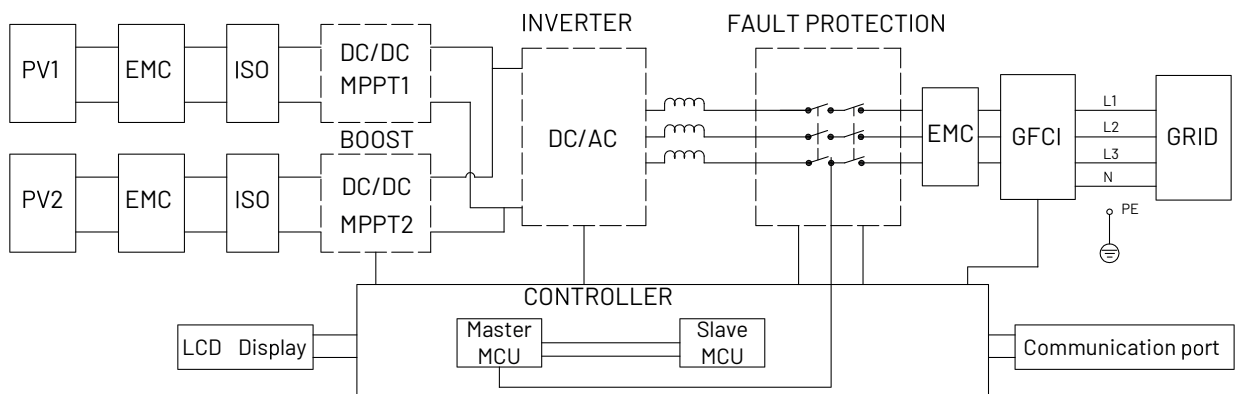 INVERTER
FAULT PROTECTION
PV1
EMC
ISO
DC/DC
MPPT1
BOOST
PV2
EMC
ISO
DC/DC
MPPT2
DC/AC
EMC
GFCI
L1
L2
L3
N
PE
GRID
CONTROLLER
LCD Display
Master
MCU
Slave
MCU
Communication port